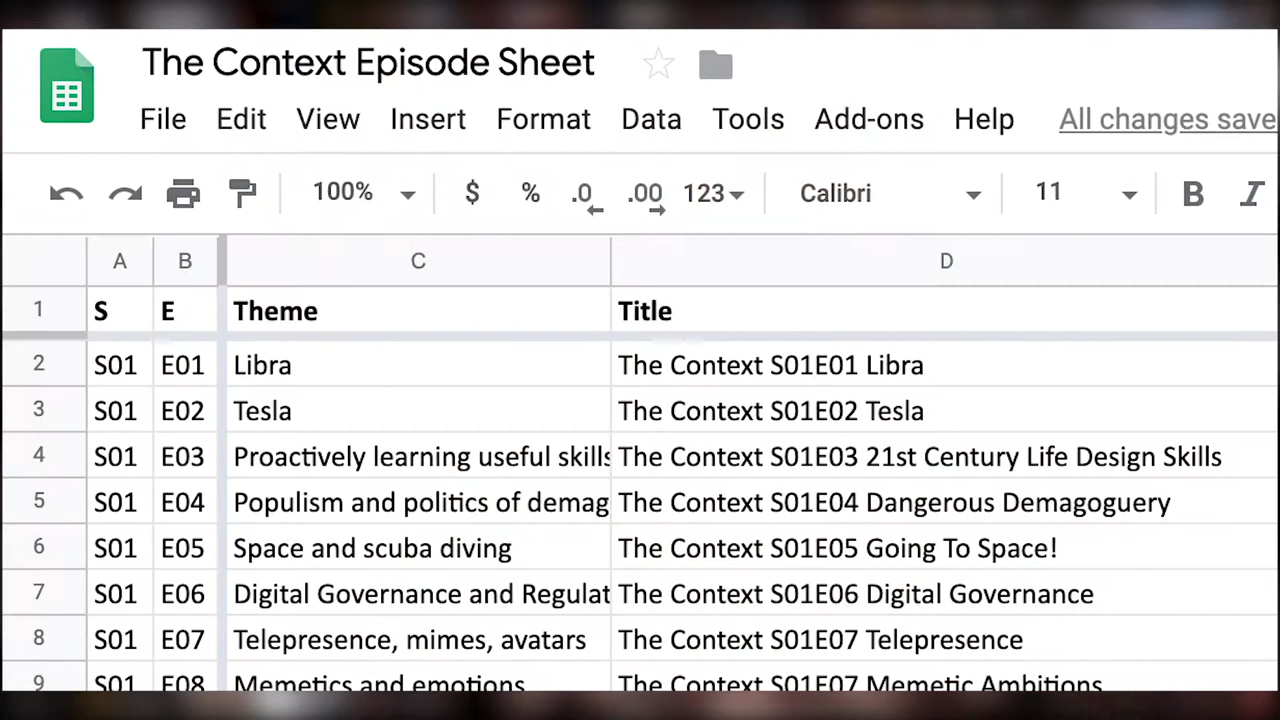 The Context Episode Sheet
File Edit View Insert Format Data Tools Add-ons Help All changes save
100% $ % .0 .00 123 Calibri 11 B I
A B C D
1 S E Theme Title
2 S01 E01 Libra The Context S01E01 Libra
3 S01 E02 Tesla The Context S01E02 Tesla
4 S01 E03 Proactively learning useful skills The Context S01E03 21st Century Life Design Skills
5 S01 E04 Populism and politics of demag The Context S01E04 Dangerous Demagoguery
6 S01 E05 Space and scuba diving The Context S01E05 Going To Space!
7 S01 E06 Digital Governance and Regulat The Context S01E06 Digital Governance
8 S01 E07 Telepresence, mimes, avatars The Context S01E07 Telepresence
9 S01 E08 Memetics and emotions The Context S01E07 Memetic Ambitions